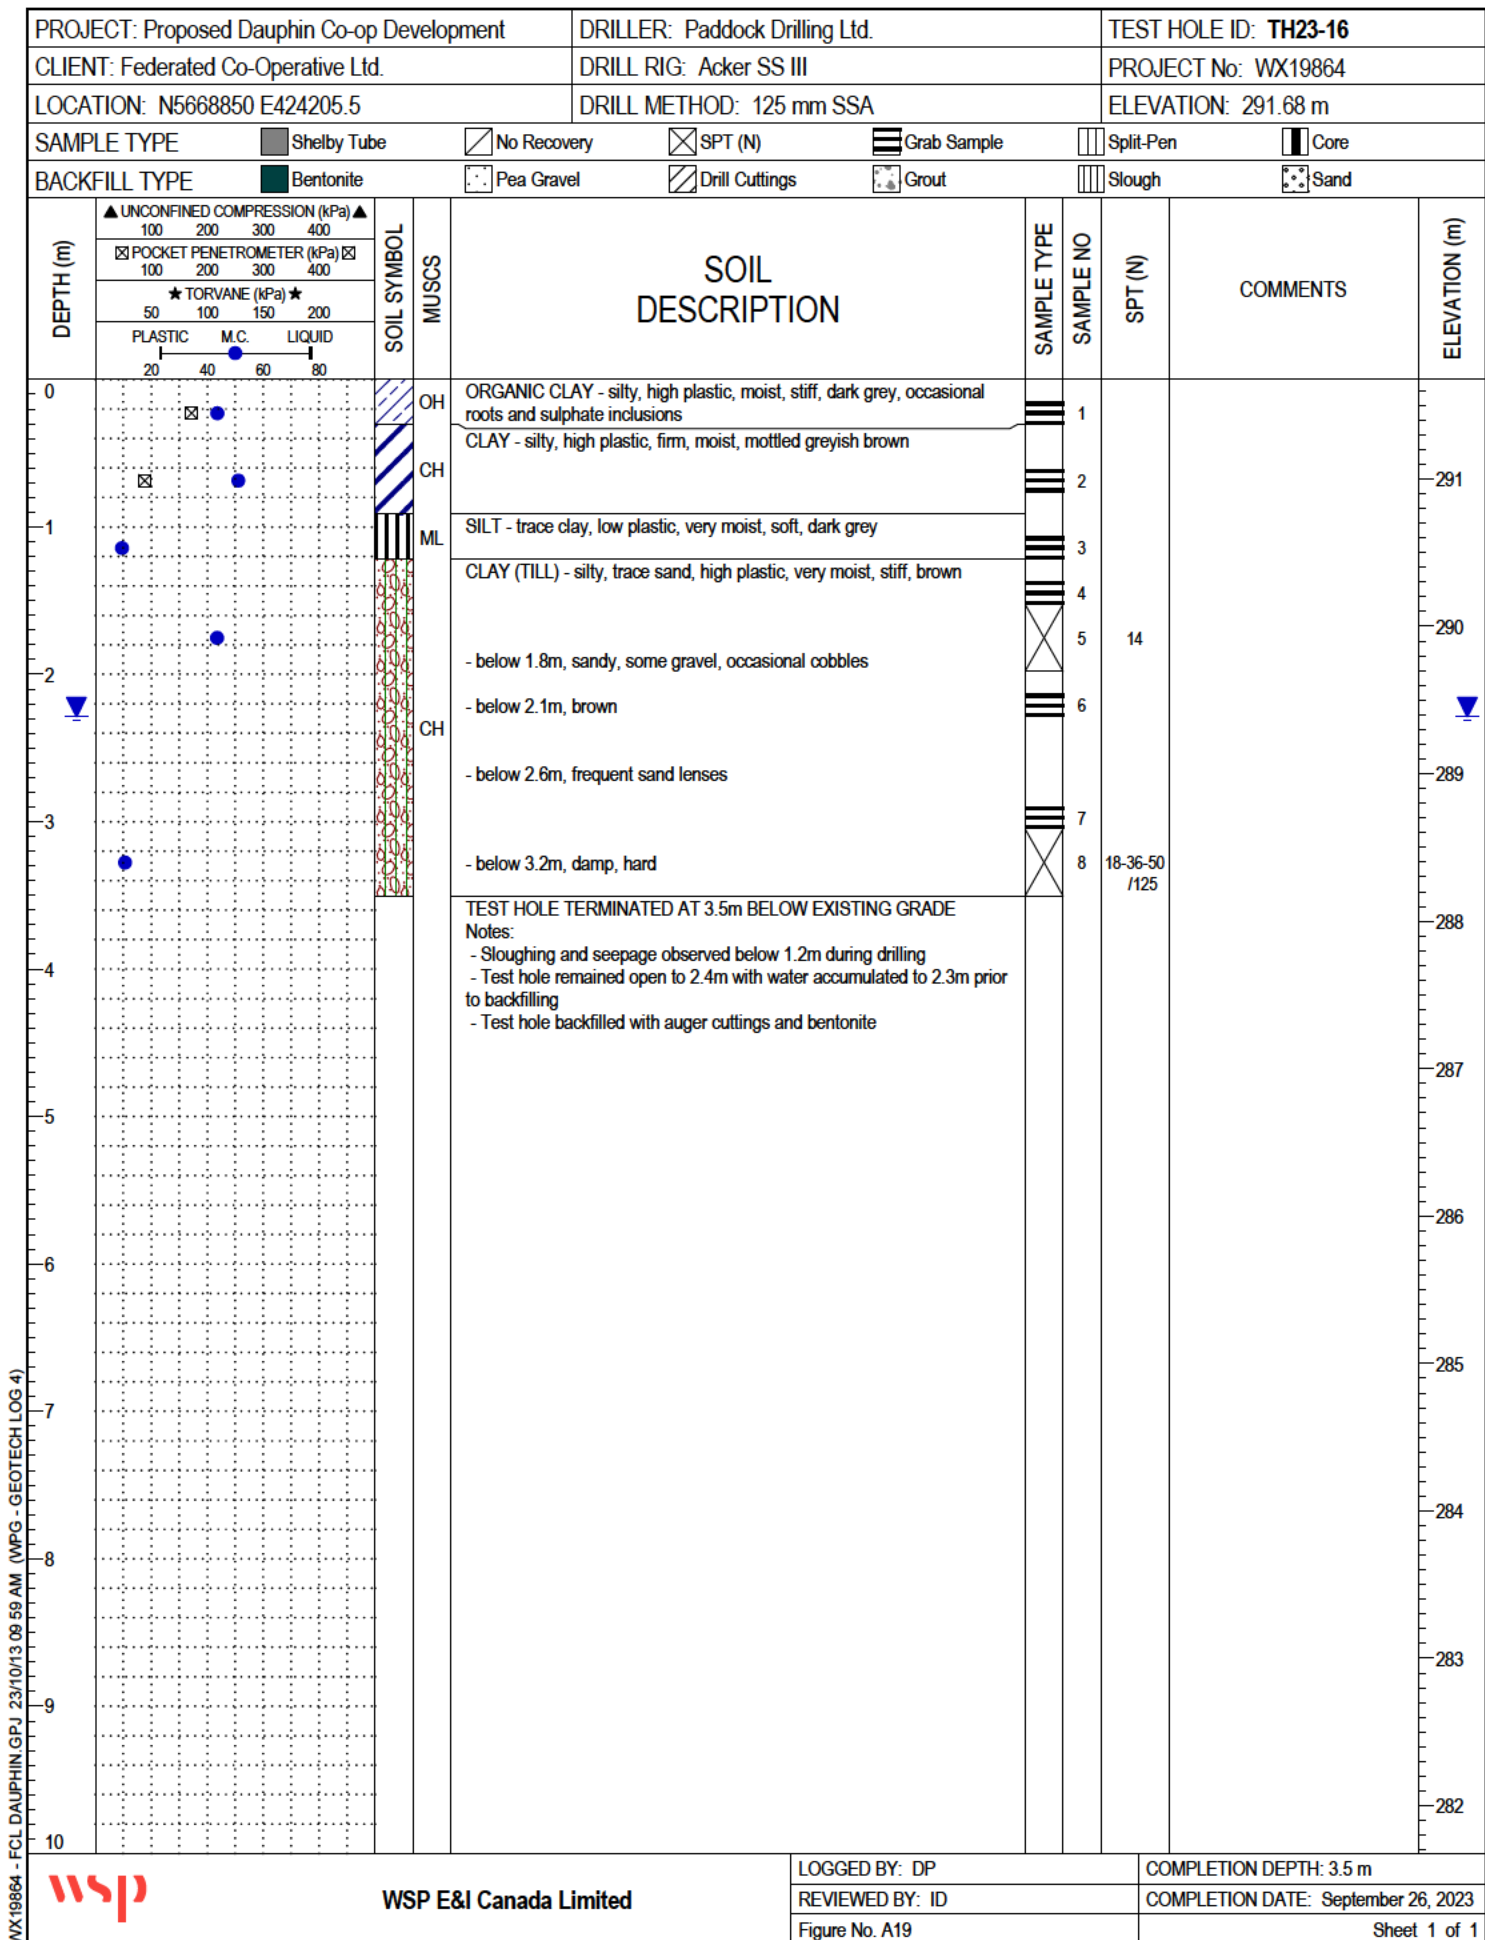 PROJECT: Proposed Dauphin Co-op Development
DRILLER: Paddock Drilling Ltd.
TEST HOLE ID: TH23-16
CLIENT: Federated Co-Operative Ltd.
DRILL RIG: Acker SS III
PROJECT No: WX19864
LOCATION: N5668850 E424205.5
DRILL METHOD: 125 mm SSA
ELEVATION: 291.68 m
SAMPLE TYPE
Shelby Tube
No Recovery
SPT (N)
Grab Sample
Split-Pen
Core
BACKFILL TYPE
Bentonite
Pea Gravel
Drill Cuttings
Grout
Slough
Sand
DEPTH (m)
UNCONFINED COMPRESSION (kPa)
100 200 300 400
POCKET PENETROMETER (kPa)
100 200 300 400
★ TORVANE (kPa) ★
50 100 150 200
PLASTIC M.C. LIQUID
20 40 60 80
SOIL SYMBOL
MUSCS
SOIL
DESCRIPTION
SAMPLE TYPE
SAMPLE NO
SPT (N)
COMMENTS
ELEVATION (m)
0
1
2
3
4
5
6
7
8
9
10
OH
CH
ML
CH
ORGANIC CLAY - silty, high plastic, moist, stiff, dark grey, occasional
roots and sulphate inclusions
CLAY - silty, high plastic, firm, moist, mottled greyish brown
SILT - trace clay, low plastic, very moist, soft, dark grey
CLAY (TILL) - silty, trace sand, high plastic, very moist, stiff, brown
- below 1.8m, sandy, some gravel, occasional cobbles
- below 2.1m, brown
- below 2.6m, frequent sand lenses
- below 3.2m, damp, hard
TEST HOLE TERMINATED AT 3.5m BELOW EXISTING GRADE
Notes:
- Sloughing and seepage observed below 1.2m during drilling
- Test hole remained open to 2.4m with water accumulated to 2.3m prior
to backfilling
- Test hole backfilled with auger cuttings and bentonite
1
2
3
4
5
6
7
8
14
18-36-50
/125
291
290
289
288
287
286
285
284
283
282
WX19864 - FCL DAUPHIN.GPJ 23/10/13 09 59 AM (WPG - GEOTECH LOG 4)
wsp
WSP E&I Canada Limited
LOGGED BY: DP
COMPLETION DEPTH: 3.5 m
REVIEWED BY: ID
COMPLETION DATE: September 26, 2023
Figure No. A19
Sheet 1 of 1